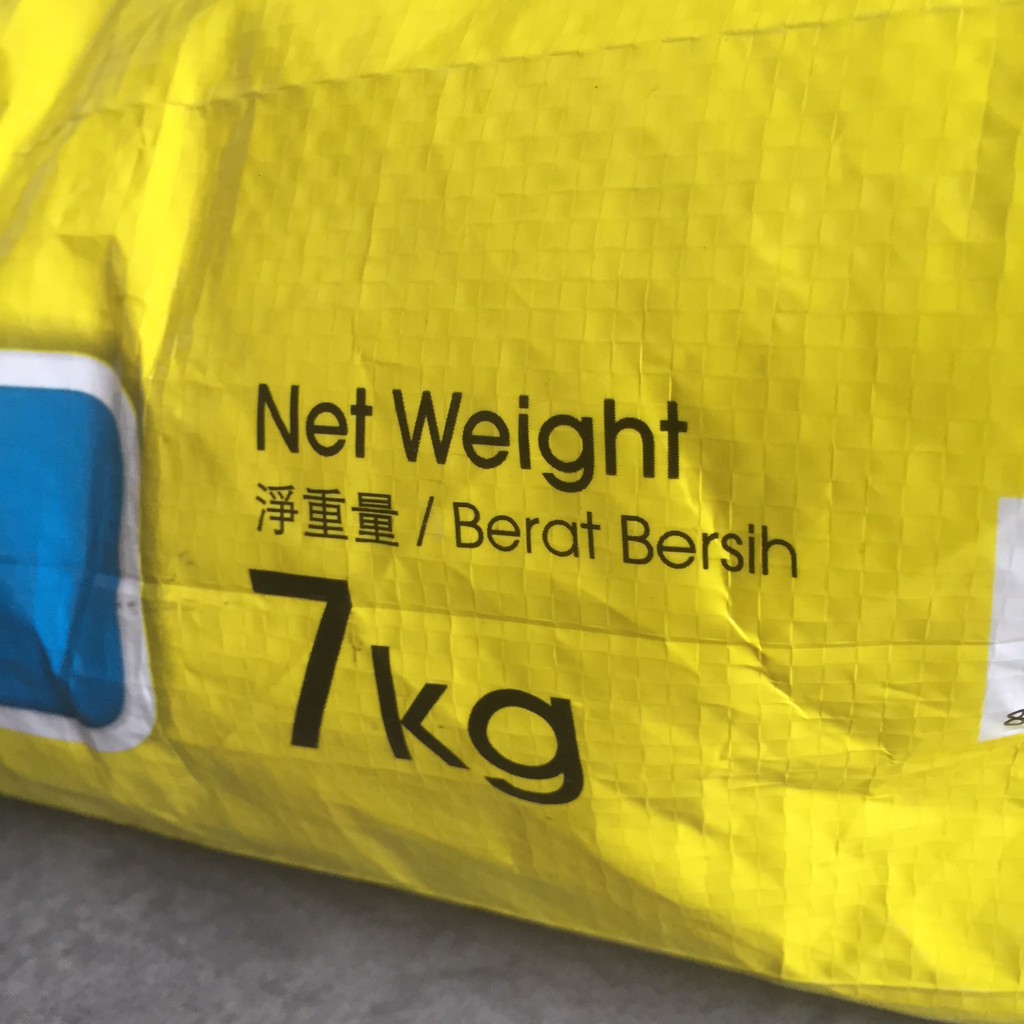 Net Weight
淨重量 / Berat Bersih
7kg